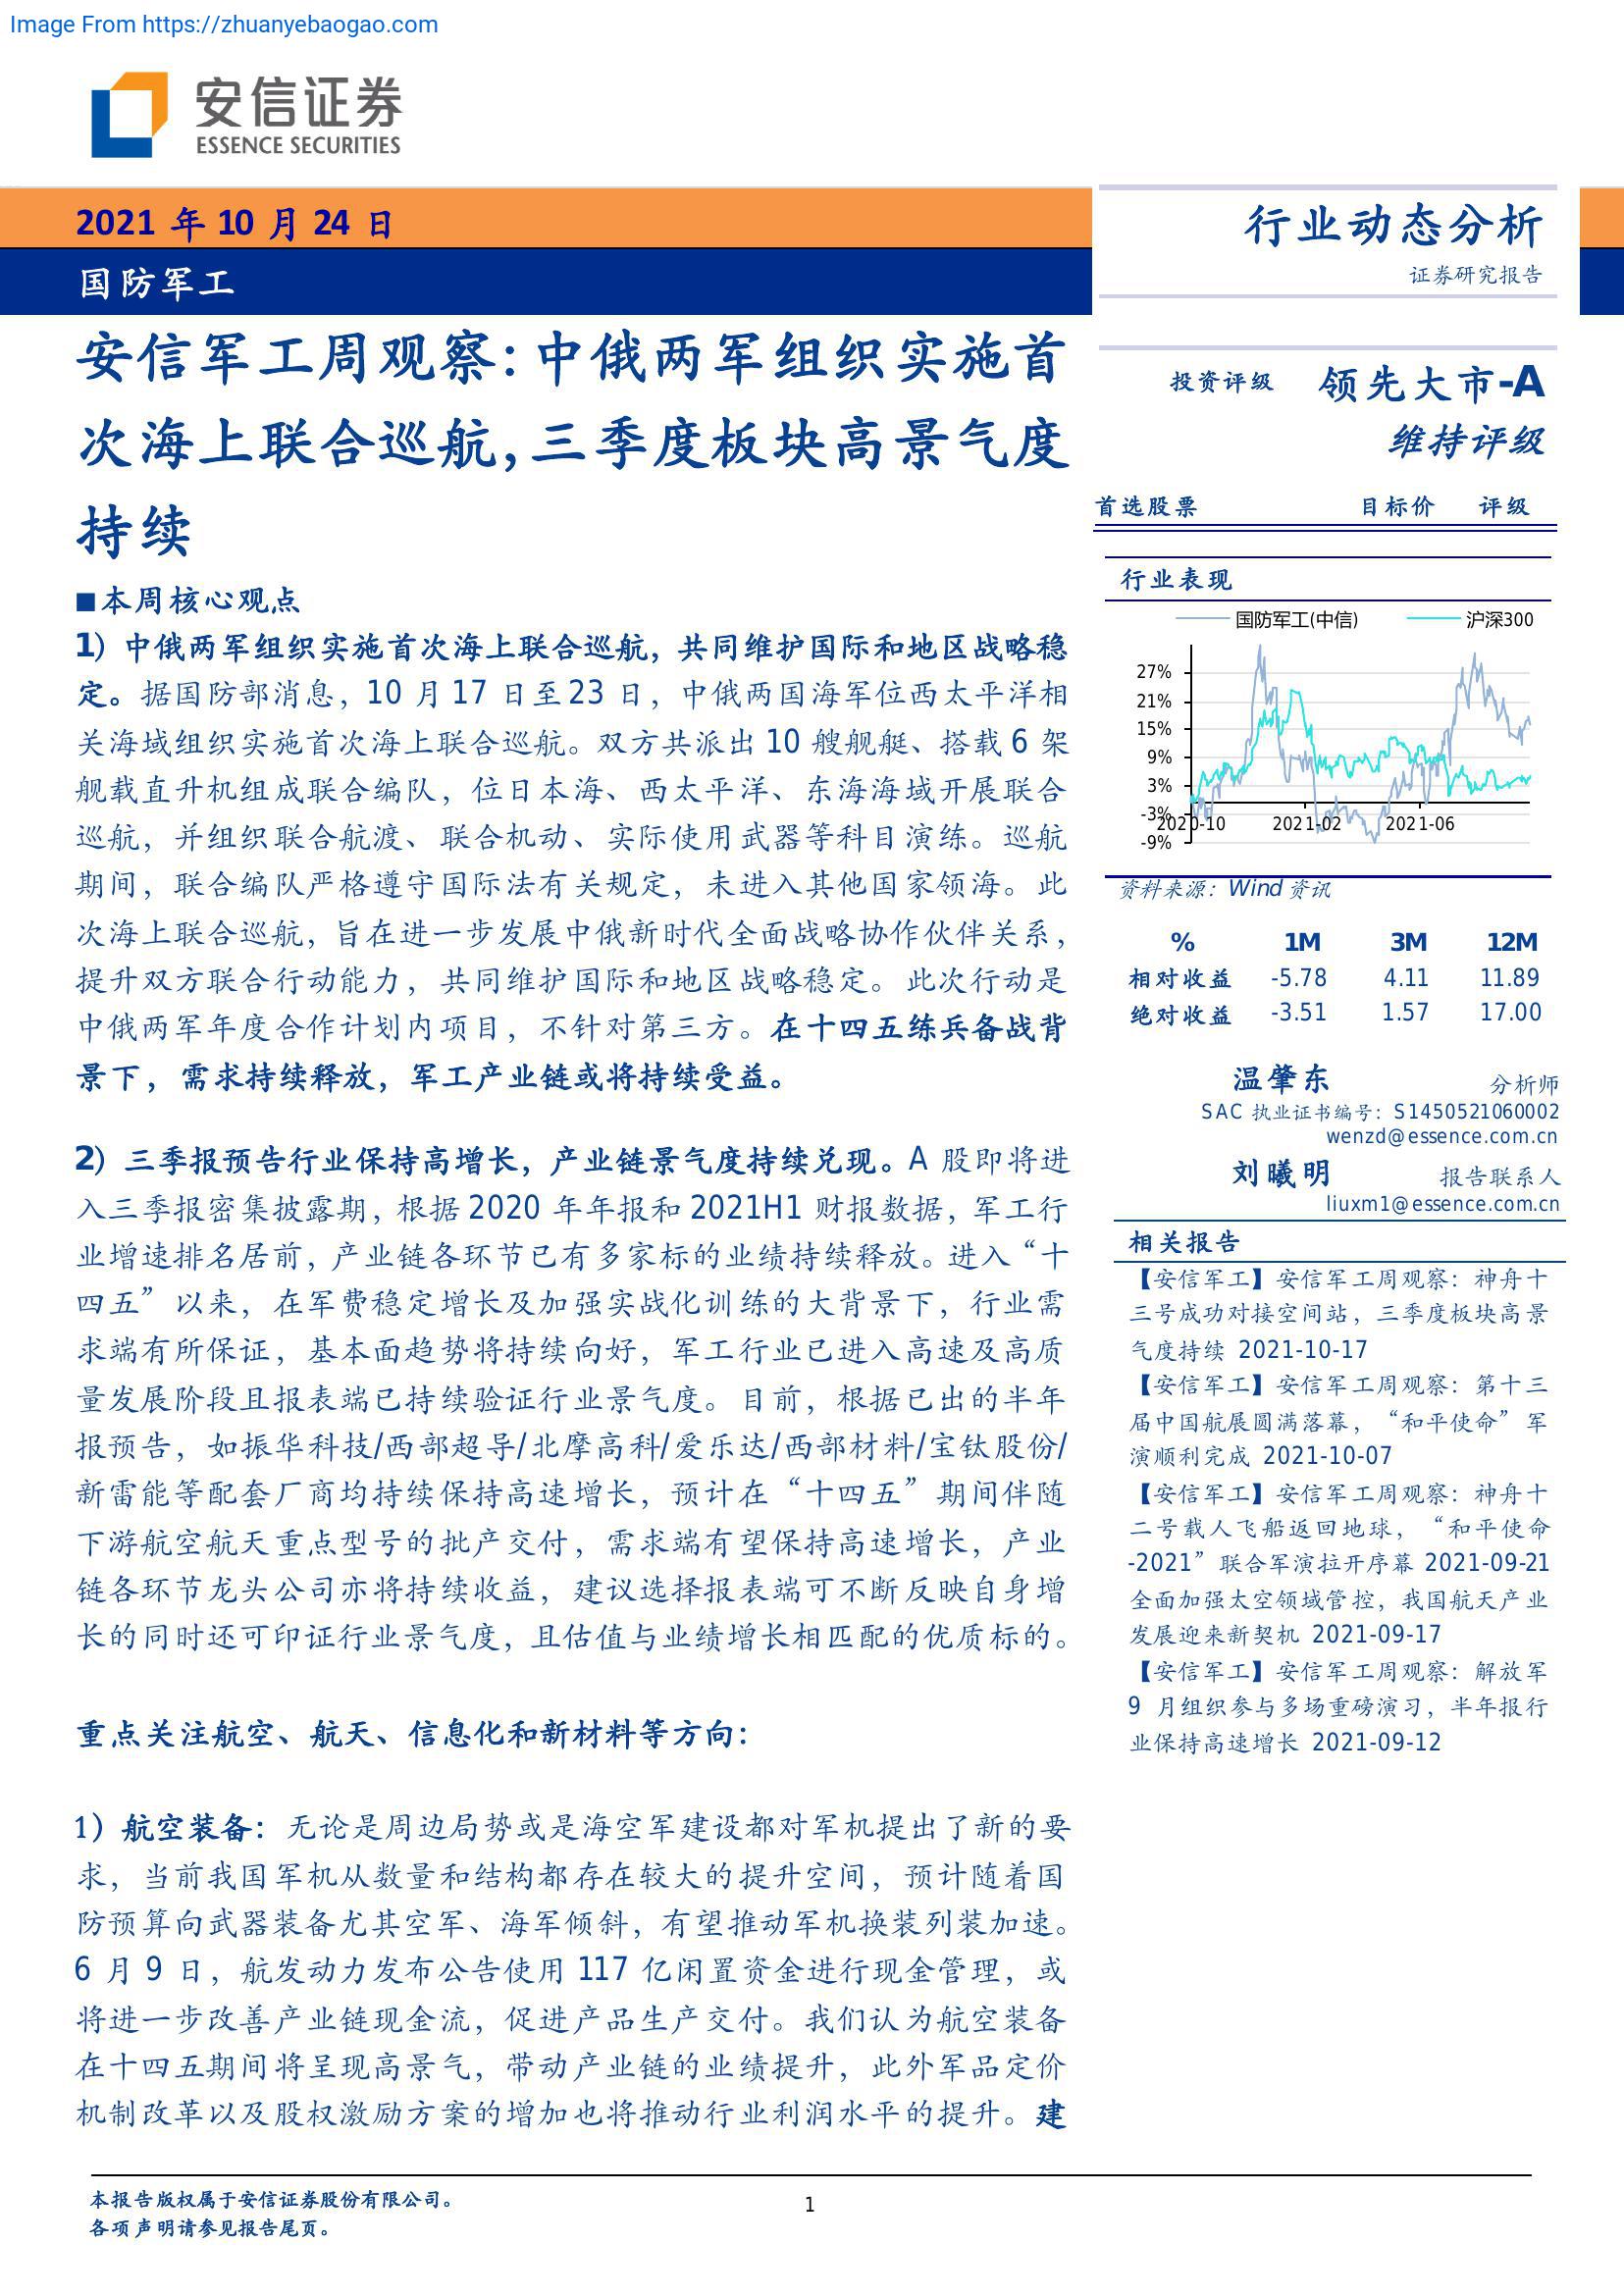 Image From https://zhuanyebaogao.com
安信证券
ESSENCE SECURITIES
2021 年 10 月 24 日
国防军工
安信军工周观察:中俄两军组织实施首
次海上联合巡航,三季度板块高景气度
持续
■本周核心观点
1）中俄两军组织实施首次海上联合巡航，共同维护国际和地区战略稳
定。据国防部消息，10 月 17 日至 23 日，中俄两国海军位西太平洋相
关海域组织实施首次海上联合巡航。双方共派出 10 艘舰艇、搭载 6 架
舰载直升机组成联合编队，位日本海、西太平洋、东海海域开展联合
巡航，并组织联合航渡、联合机动、实际使用武器等科目演练。巡航
期间，联合编队严格遵守国际法有关规定，未进入其他国家领海。此
次海上联合巡航，旨在进一步发展中俄新时代全面战略协作伙伴关系，
提升双方联合行动能力，共同维护国际和地区战略稳定。此次行动是
中俄两军年度合作计划内项目，不针对第三方。在十四五练兵备战背
景下，需求持续释放，军工产业链或将持续受益。
2）三季报预告行业保持高增长，产业链景气度持续兑现。A 股即将进
入三季报密集披露期，根据 2020 年年报和 2021H1 财报数据，军工行
业增速排名居前，产业链各环节已有多家标的业绩持续释放。进入“十
四五”以来，在军费稳定增长及加强实战化训练的大背景下，行业需
求端有所保证，基本面趋势将持续向好，军工行业已进入高速及高质
量发展阶段且报表端已持续验证行业景气度。目前，根据已出的半年
报预告，如振华科技/西部超导/北摩高科/爱乐达/西部材料/宝钛股份/
新雷能等配套厂商均持续保持高速增长，预计在“十四五”期间伴随
下游航空航天重点型号的批产交付，需求端有望保持高速增长，产业
链各环节龙头公司亦将持续收益，建议选择报表端可不断反映自身增
长的同时还可印证行业景气度，且估值与业绩增长相匹配的优质标的。
重点关注航空、航天、信息化和新材料等方向：
1）航空装备：无论是周边局势或是海空军建设都对军机提出了新的要
求，当前我国军机从数量和结构都存在较大的提升空间，预计随着国
防预算向武器装备尤其空军、海军倾斜，有望推动军机换装列装加速。
6 月 9 日，航发动力发布公告使用 117 亿闲置资金进行现金管理，或
将进一步改善产业链现金流，促进产品生产交付。我们认为航空装备
在十四五期间将呈现高景气，带动产业链的业绩提升，此外军品定价
机制改革以及股权激励方案的增加也将推动行业利润水平的提升。建
行业动态分析
证券研究报告
投资评级 领先大市-A
维持评级
首选股票 目标价 评级
行业表现
国防军工(中信) 沪深300
27%
21%
15%
9%
3%
-3%
-9%
2020-10 2021-02 2021-06
资料来源：Wind 资讯
% 1M 3M 12M
相对收益 -5.78 4.11 11.89
绝对收益 -3.51 1.57 17.00
温肇东 分析师
SAC 执业证书编号：S1450521060002
wenzd@essence.com.cn
刘曦明 报告联系人
liuxm1@essence.com.cn
相关报告
【安信军工】安信军工周观察：神舟十
三号成功对接空间站，三季度板块高景
气度持续 2021-10-17
【安信军工】安信军工周观察：第十三
届中国航展圆满落幕，“和平使命”军
演顺利完成 2021-10-07
【安信军工】安信军工周观察：神舟十
二号载人飞船返回地球，“和平使命
-2021”联合军演拉开序幕 2021-09-21
全面加强太空领域管控，我国航天产业
发展迎来新契机 2021-09-17
【安信军工】安信军工周观察：解放军
9 月组织参与多场重磅演习，半年报行
业保持高速增长 2021-09-12
本报告版权属于安信证券股份有限公司。
各项声明请参见报告尾页。
1